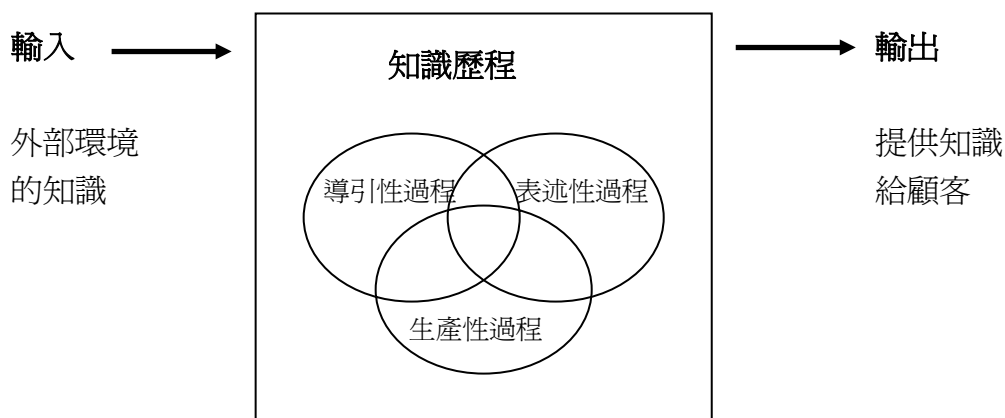 輸入
外部環境
的知識
知識歷程
導引性過程
表述性過程
生產性過程
輸出
提供知識
給顧客